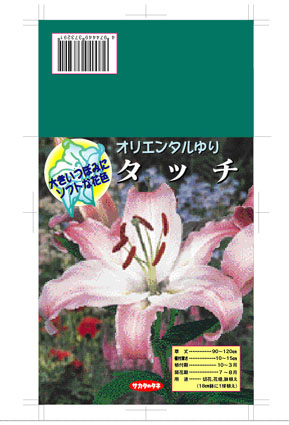 4 974440 375291
オリエンタルゆり
タッチ
大きいつぼみに
ソフトな花色
草丈 90～120cm
植付深さ 10～15cm
植付期 10～3月
開花期 7～8月
用途 切花,花壇,鉢植え
(18cm鉢に1球植え)
サカタのタネ